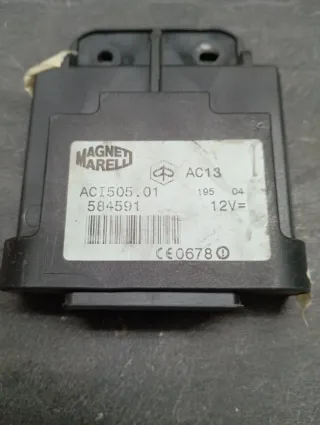 MAGNETI
MARELLI
AC13
ACI505.01
195 04
584591
12V=
CE0678